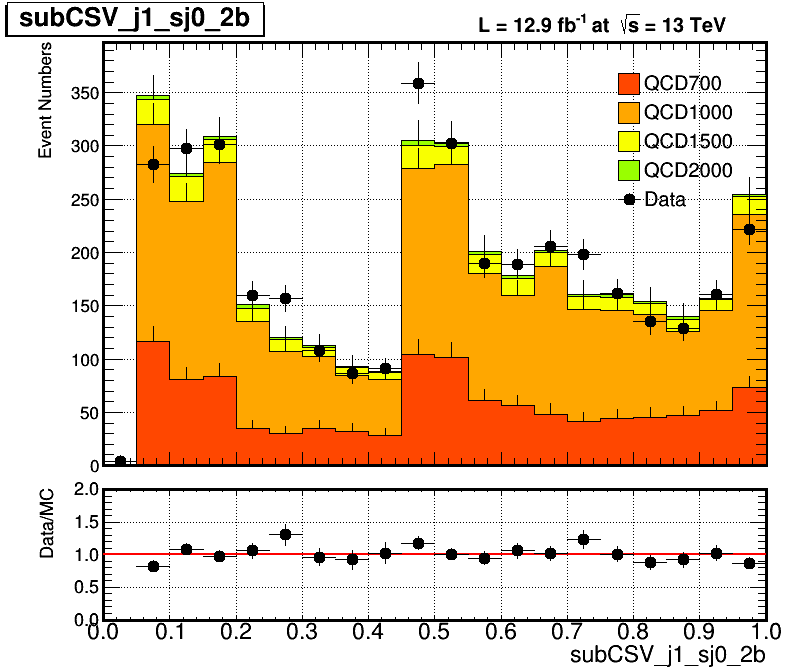 subCSV_j1_sj0_2b
L = 12.9 fb⁻¹ at √s = 13 TeV
Event Numbers
350
300
250
200
150
100
50
0
QCD700
QCD1000
QCD1500
QCD2000
Data
Data/MC
2.0
1.5
1.0
0.5
0.0
0.0 0.1 0.2 0.3 0.4 0.5 0.6 0.7 0.8 0.9 1.0
subCSV_j1_sj0_2b